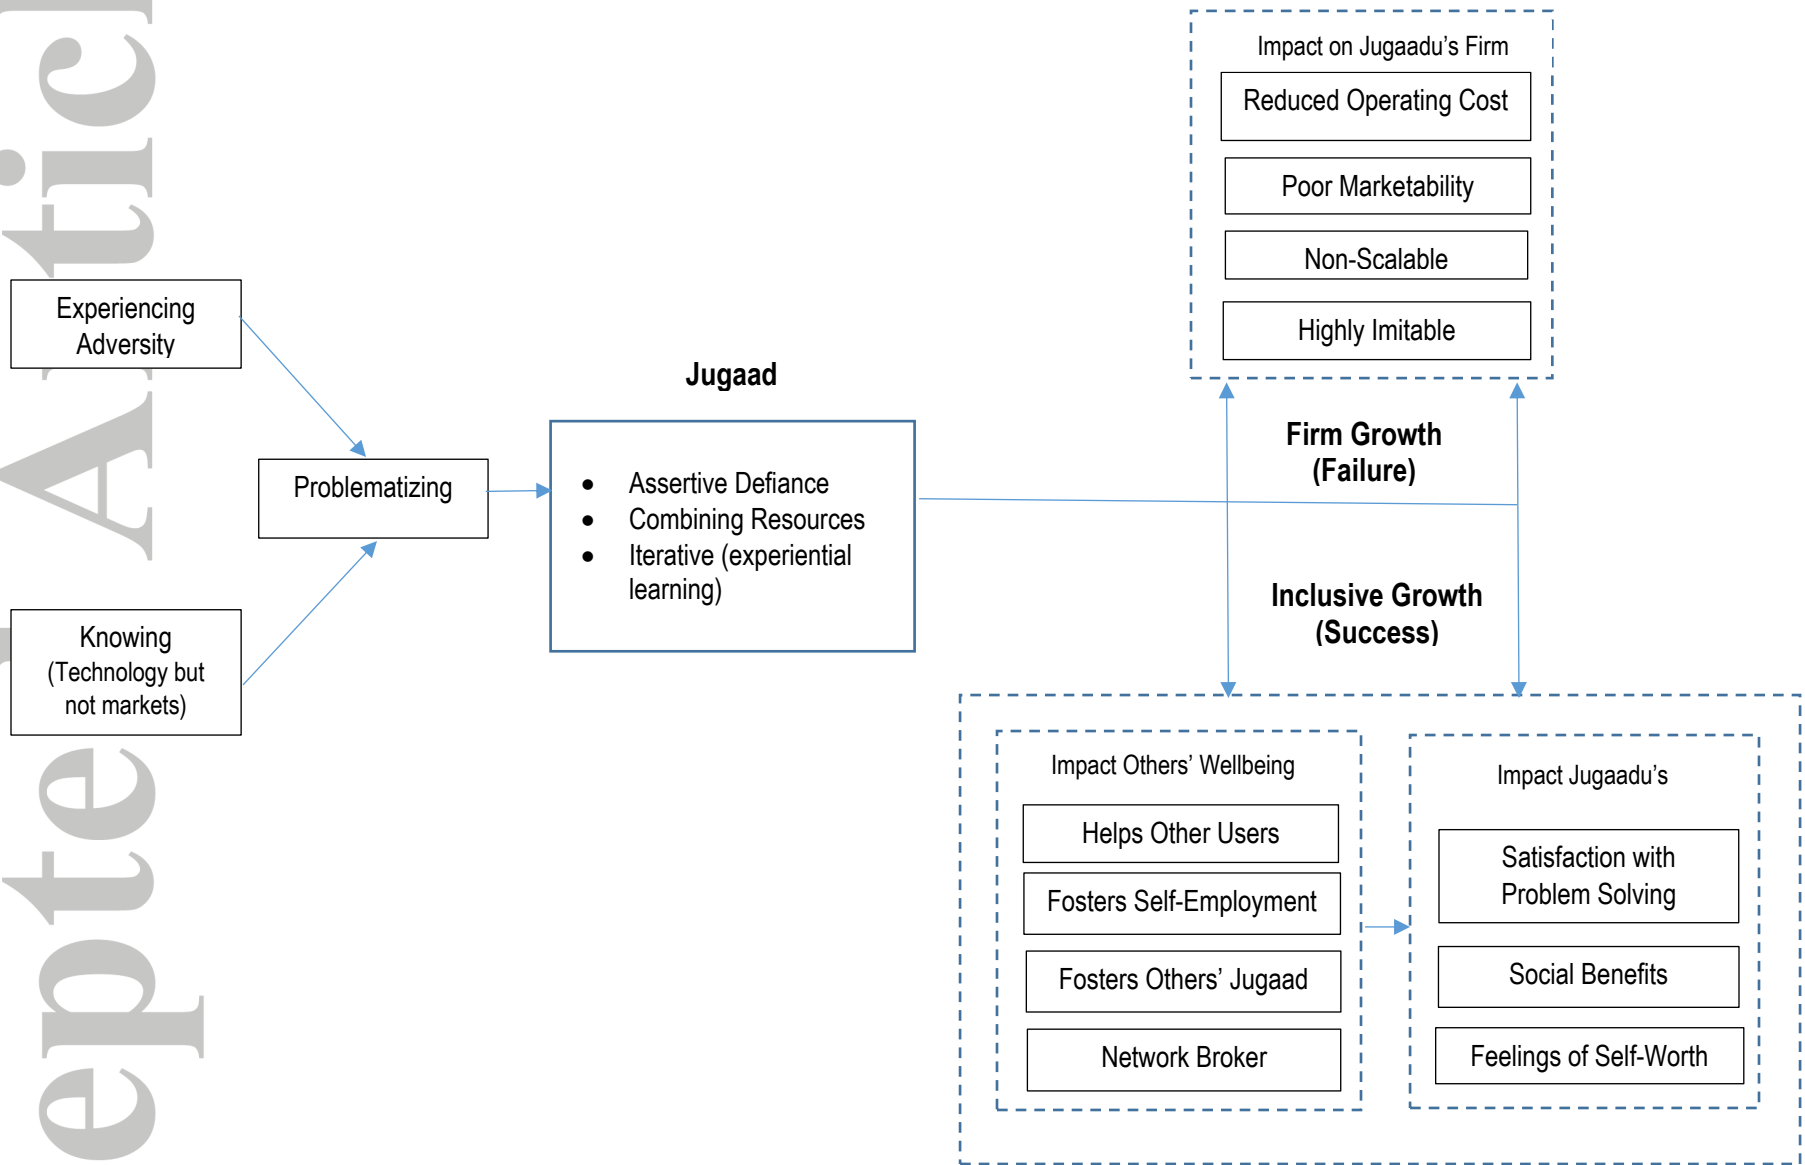 Impact on Jugaadu’s Firm
Reduced Operating Cost
Poor Marketability
Non-Scalable
Highly Imitable
Experiencing
Adversity
Knowing
(Technology but
not markets)
Problematizing
Jugaad
• Assertive Defiance
• Combining Resources
• Iterative (experiential
learning)
Firm Growth
(Failure)
Inclusive Growth
(Success)
Impact Others’ Wellbeing
Helps Other Users
Fosters Self-Employment
Fosters Others’ Jugaad
Network Broker
Impact Jugaadu’s
Satisfaction with
Problem Solving
Social Benefits
Feelings of Self-Worth
epte
Artic